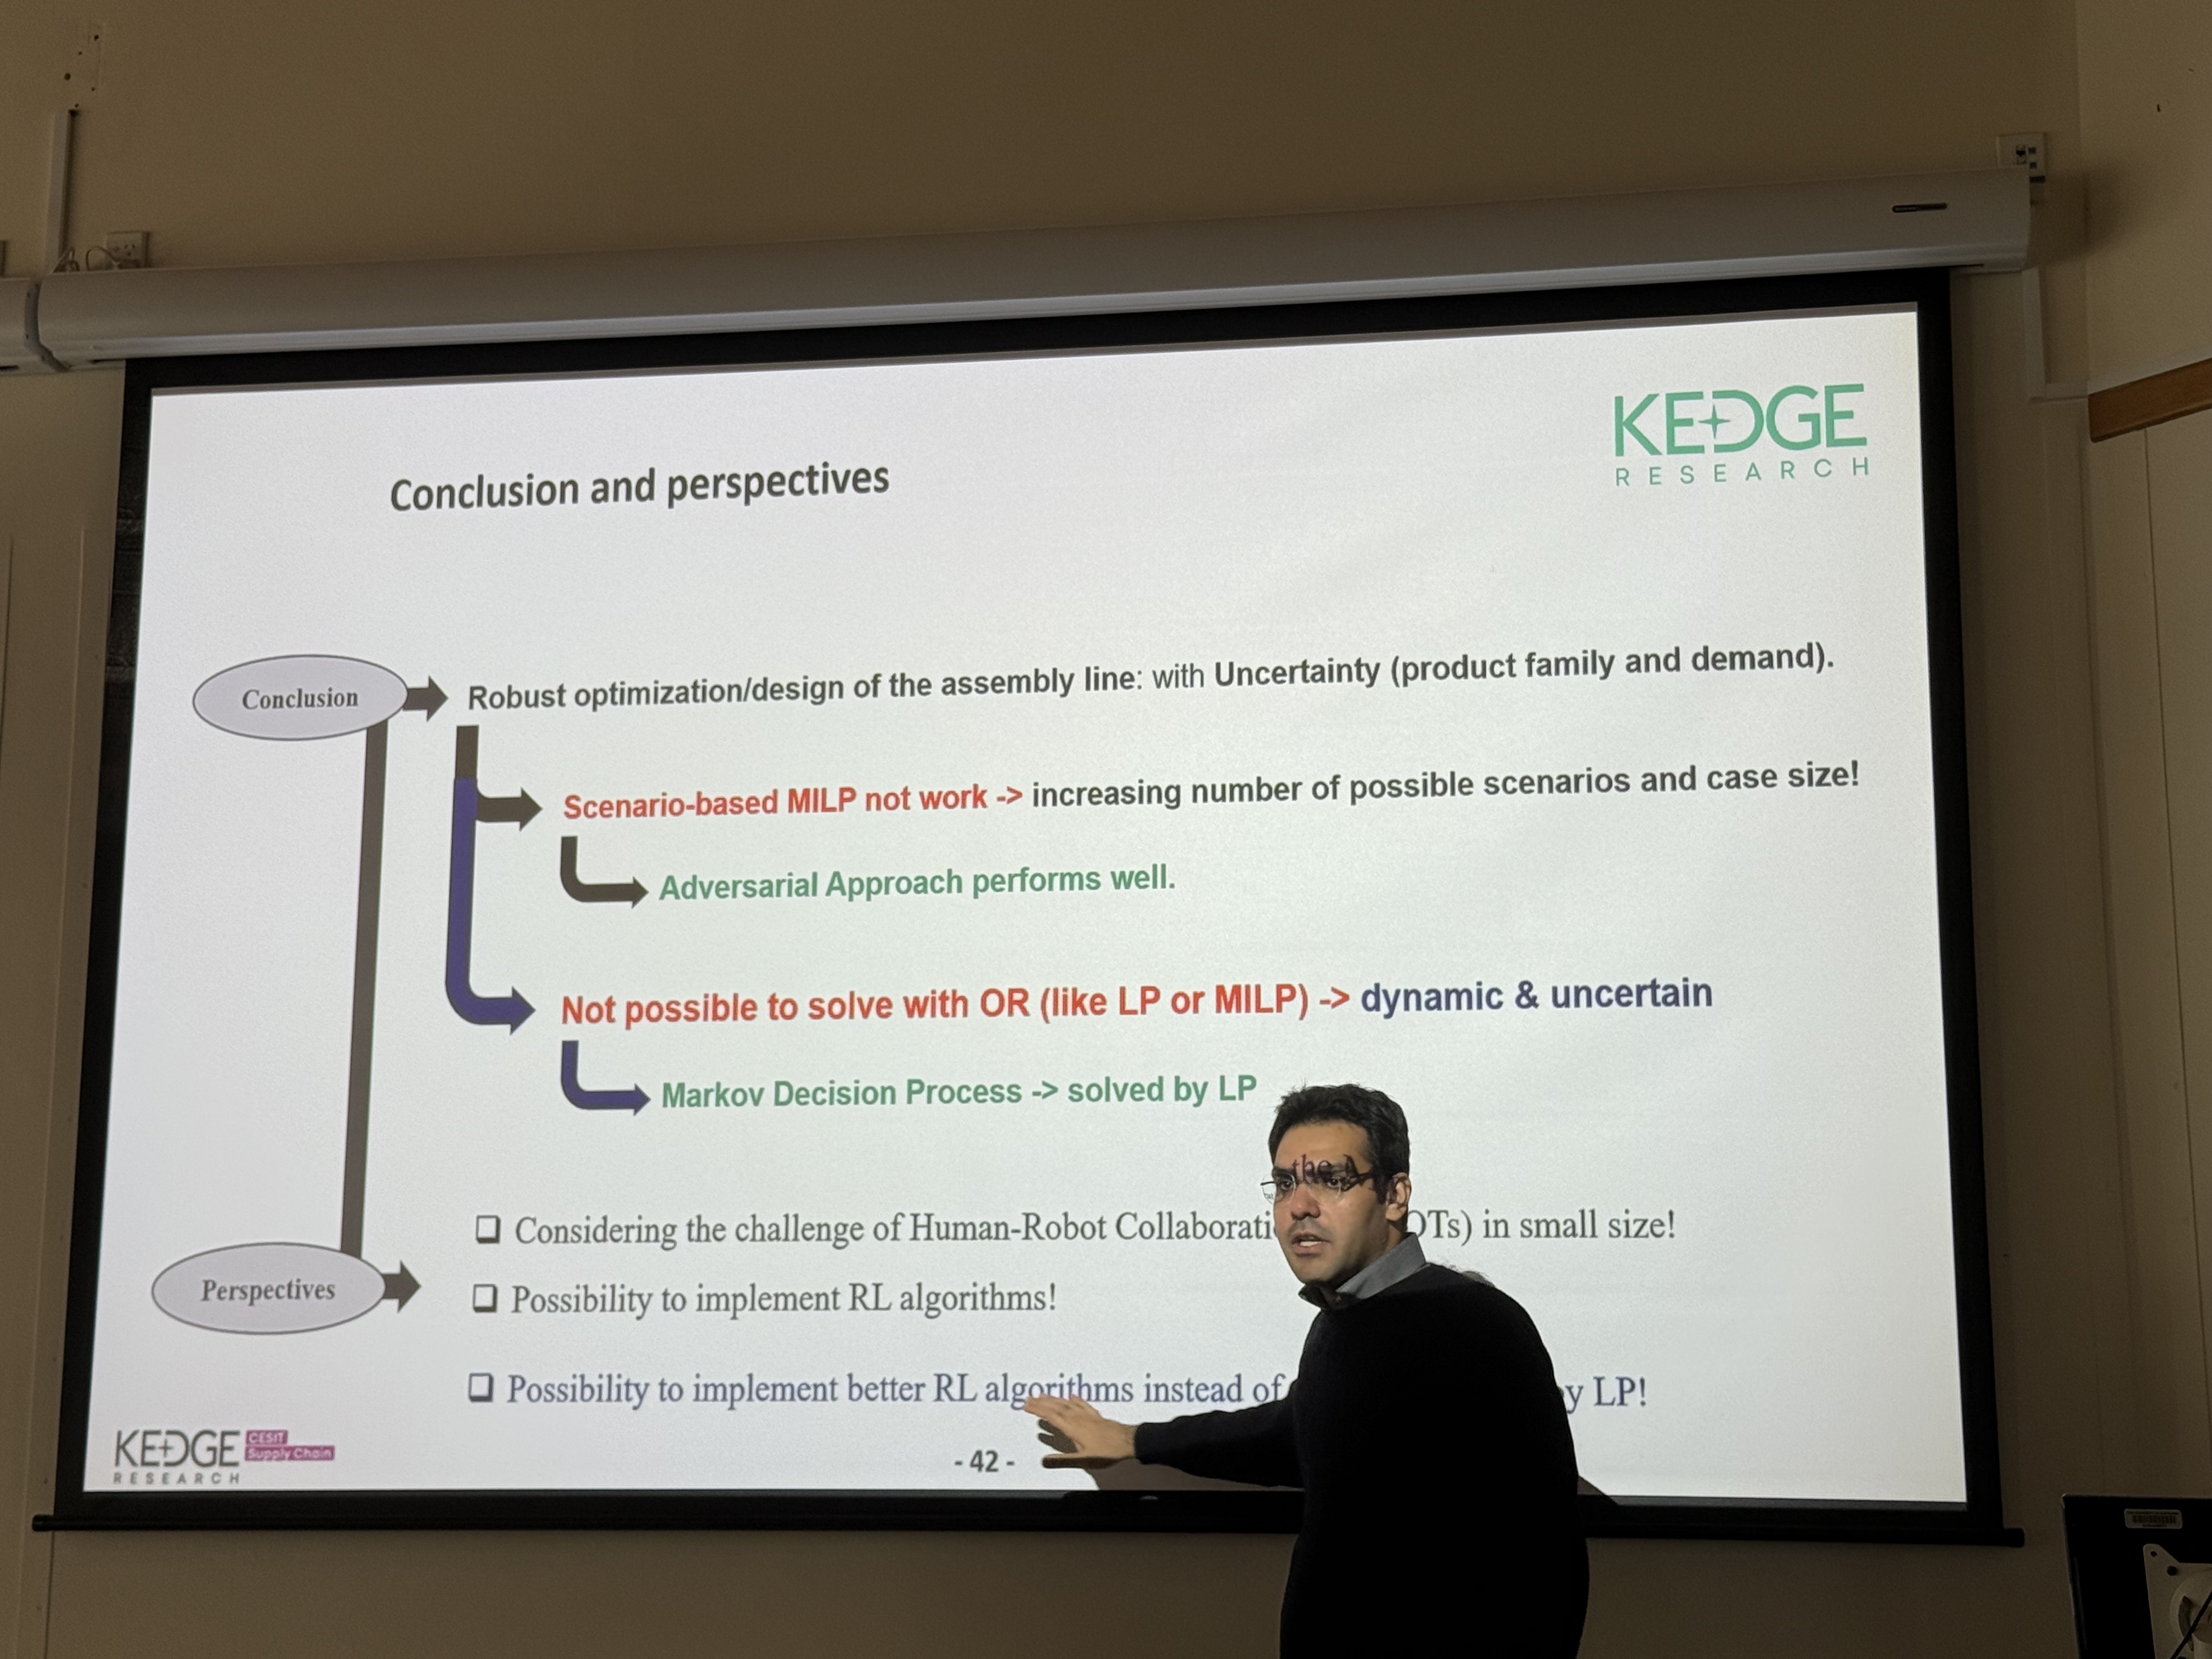 KEDGE
RESEARCH
Conclusion and perspectives
Conclusion
Robust optimization/design of the assembly line: with Uncertainty (product family and demand).
Scenario-based MILP not work -> increasing number of possible scenarios and case size!
Adversarial Approach performs well.
Not possible to solve with OR (like LP or MILP) -> dynamic & uncertain
Markov Decision Process -> solved by LP
the A
Considering the challenge of Human-Robot Collaborati OTs) in small size!
Perspectives
Possibility to implement RL algorithms!
Possibility to implement better RL algorithms instead of y LP!
KEDGE
RESEARCH
CESIT
Supply Chain
- 42 -